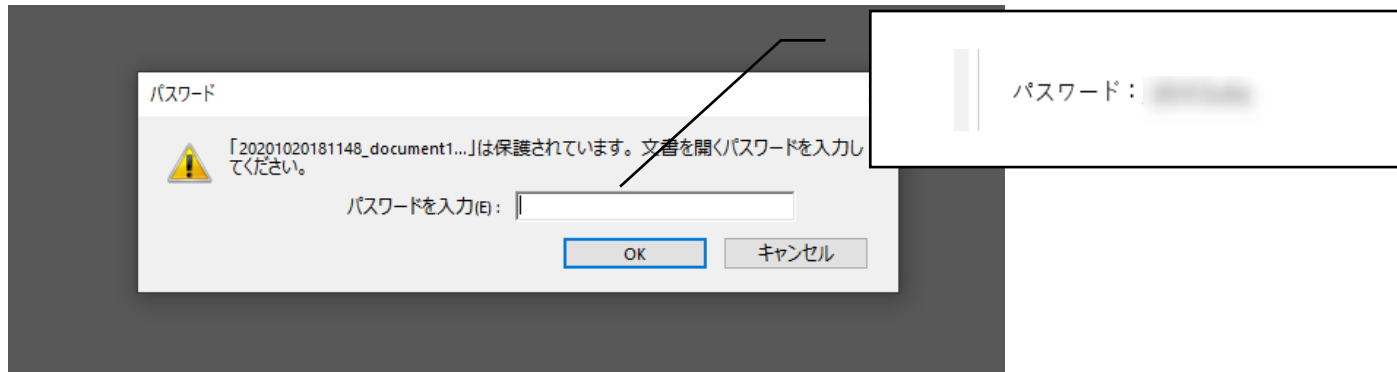 パスワード
「20201020181148_document1...」は保護されています。文書を開くパスワードを入力し
てください。
パスワードを入力(E)：
OK
キャンセル
パスワード：